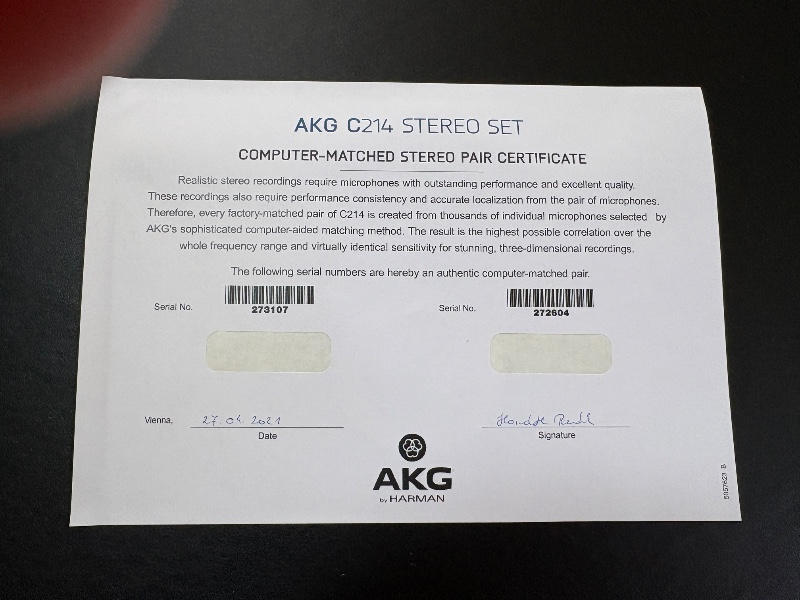 AKG C214 STEREO SET
COMPUTER-MATCHED STEREO PAIR CERTIFICATE
Realistic stereo recordings require microphones with outstanding performance and excellent quality.
These recordings also require performance consistency and accurate localization from the pair of microphones.
Therefore, every factory-matched pair of C214 is created from thousands of individual microphones selected by
AKG's sophisticated computer-aided matching method. The result is the highest possible correlation over the
whole frequency range and virtually identical sensitivity for stunning, three-dimensional recordings.
The following serial numbers are hereby an authentic computer-matched pair.
Serial No. 273107
Serial No. 272604
Vienna, 27.04.2021
Date
Signature
AKG
by HARMAN